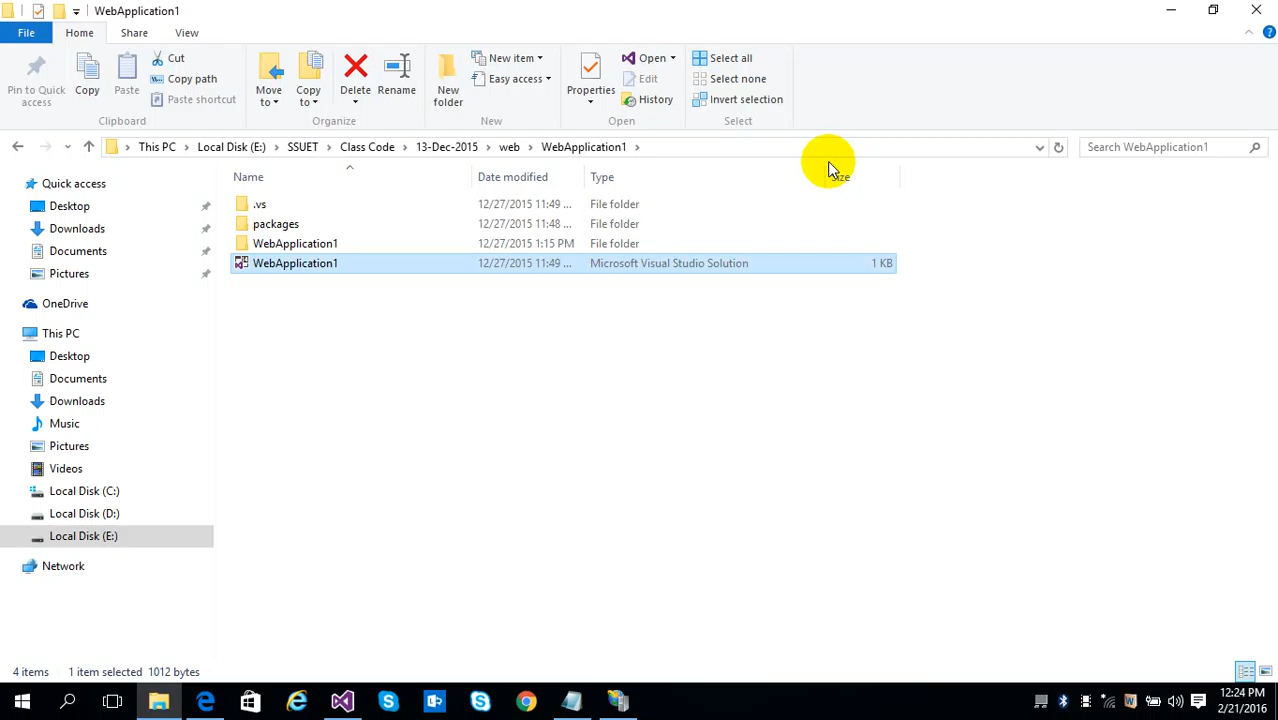 WebApplication1
File Home Share View
Pin to Quick access
Copy
Paste
Cut
Copy path
Paste shortcut
Clipboard
Move to
Copy to
Delete
Rename
Organize
New folder
New item
Easy access
New
Properties
Open
Edit
History
Open
Select all
Select none
Invert selection
Select
This PC > Local Disk (E:) > SSUET > Class Code > 13-Dec-2015 > web > WebApplication1 >
Search WebApplication1
Name Date modified Type Size
.vs 12/27/2015 11:49 ... File folder
packages 12/27/2015 11:48 ... File folder
WebApplication1 12/27/2015 1:15 PM File folder
WebApplication1 12/27/2015 11:49 ... Microsoft Visual Studio Solution 1 KB
Quick access
Desktop
Downloads
Documents
Pictures
OneDrive
This PC
Desktop
Documents
Downloads
Music
Pictures
Videos
Local Disk (C:)
Local Disk (D:)
Local Disk (E:)
Network
4 items 1 item selected 1012 bytes
12:24 PM
2/21/2016